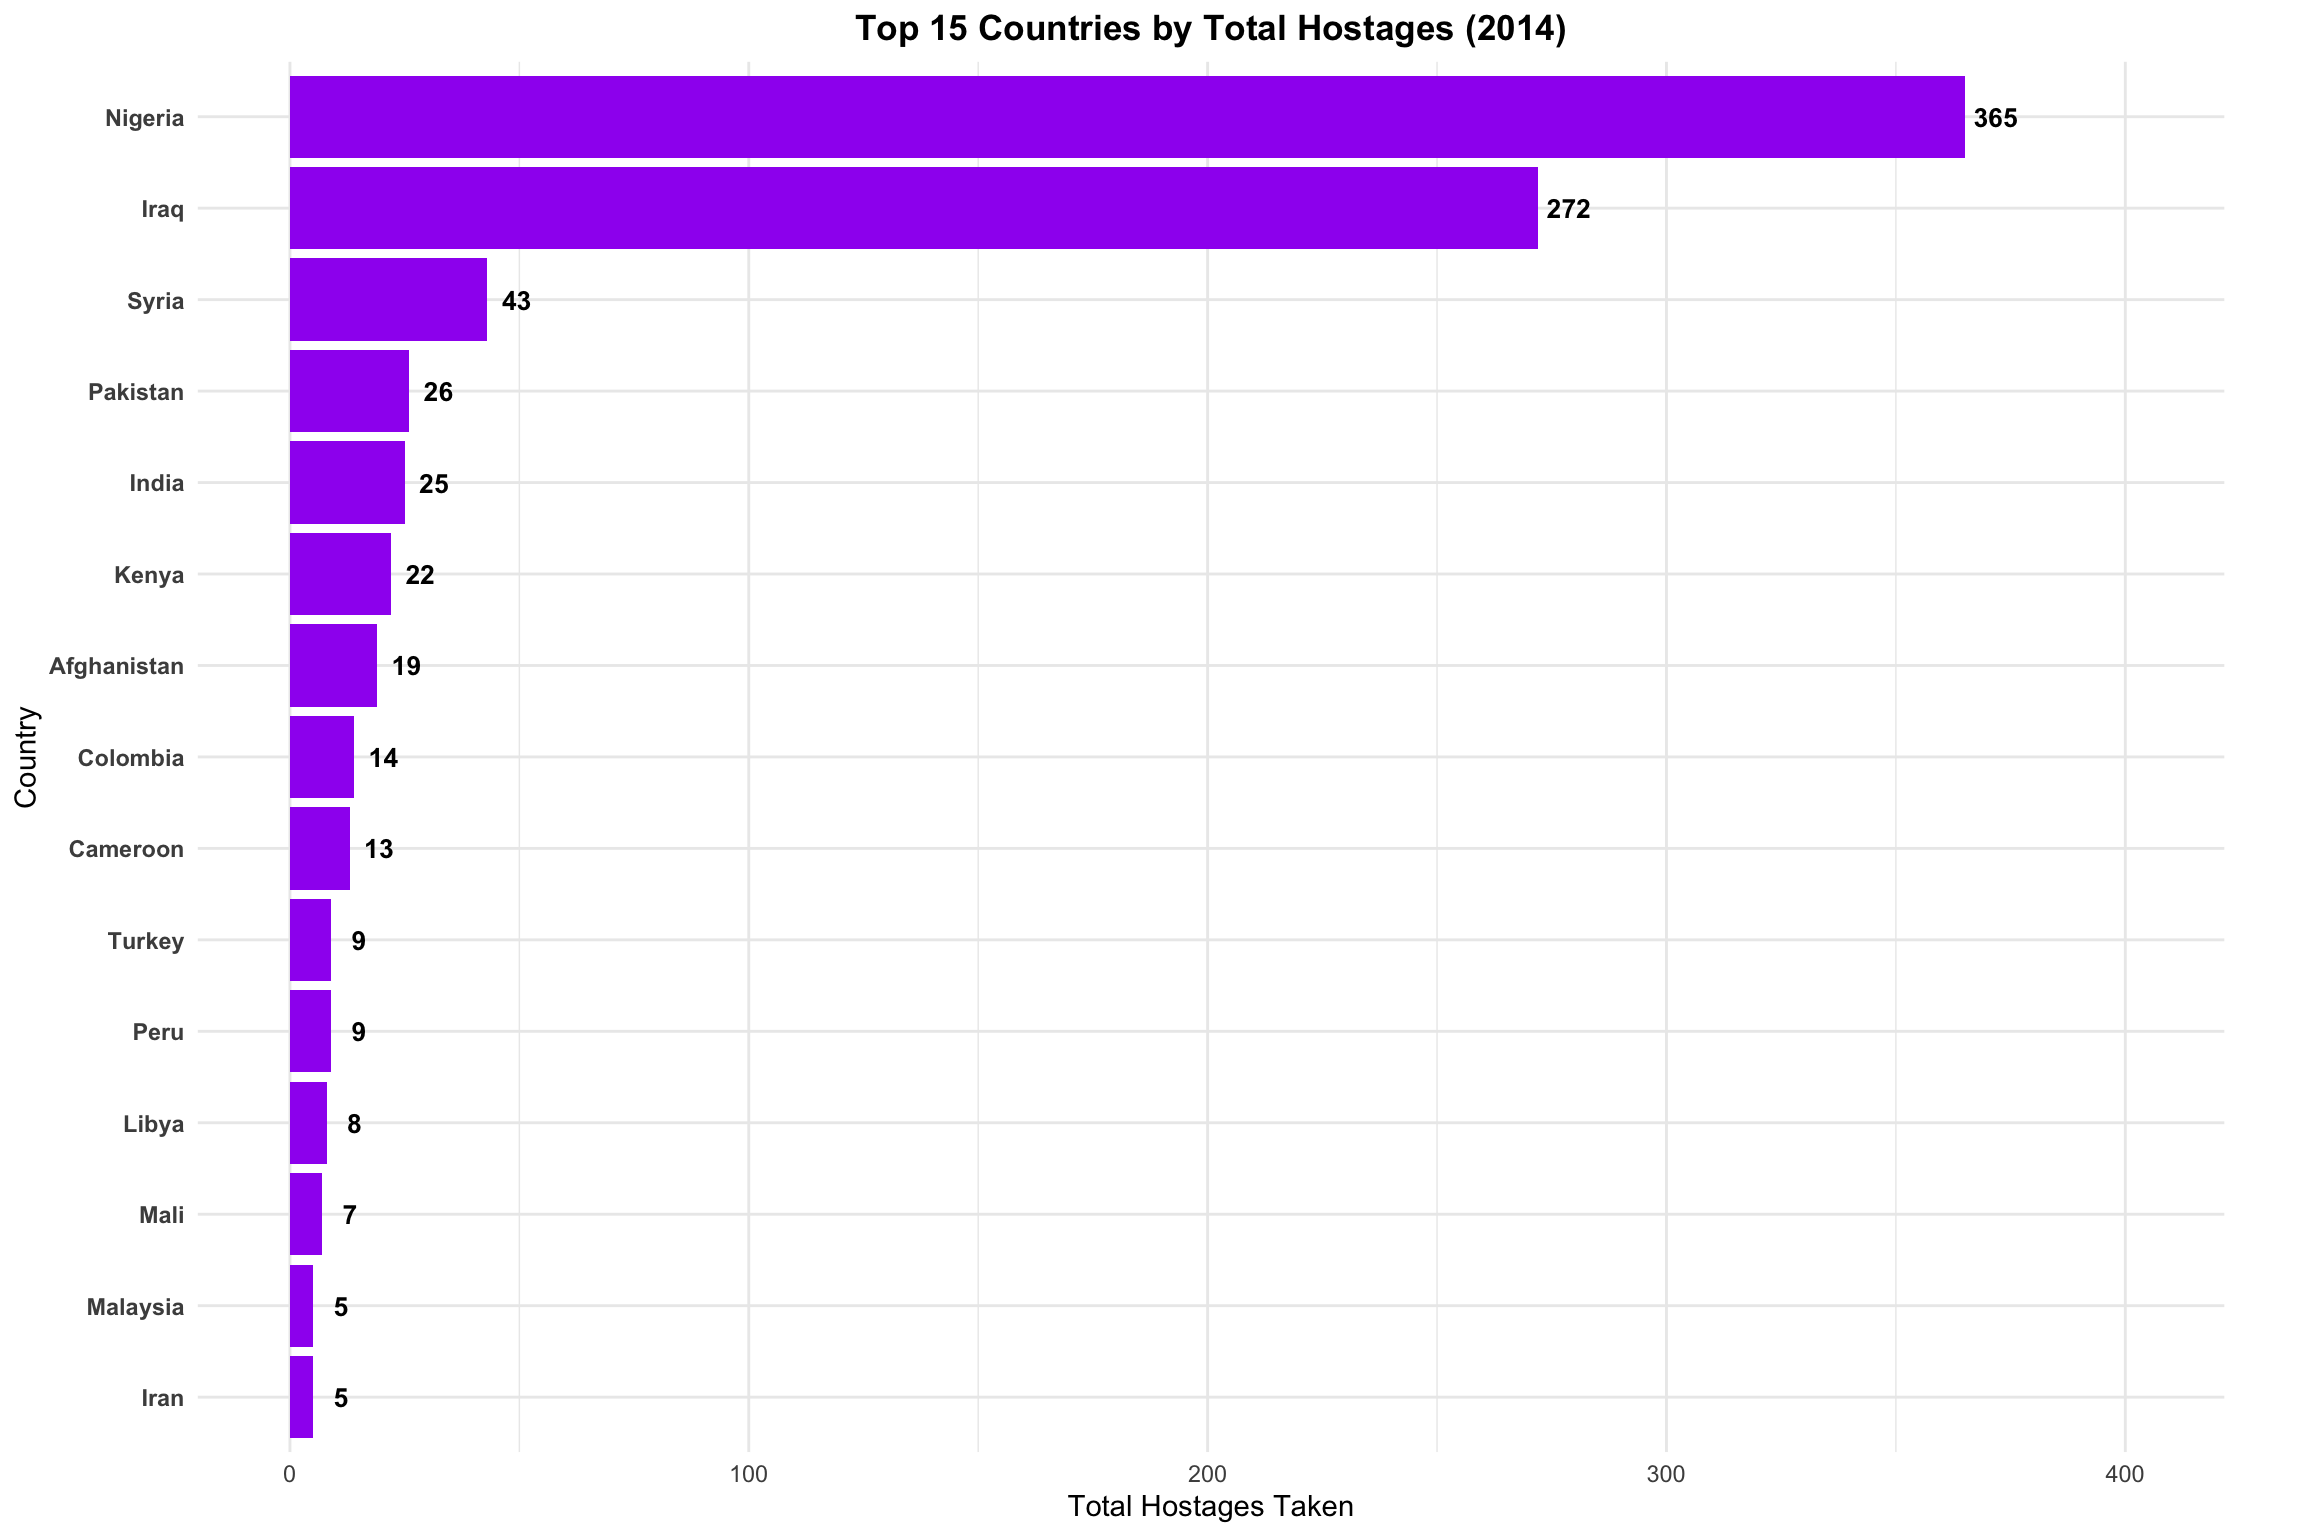 Top 15 Countries by Total Hostages (2014)
Nigeria 365
Iraq 272
Syria 43
Pakistan 26
India 25
Kenya 22
Afghanistan 19
Colombia 14
Cameroon 13
Turkey 9
Peru 9
Libya 8
Mali 7
Malaysia 5
Iran 5
Country
0 100 200 300 400
Total Hostages Taken